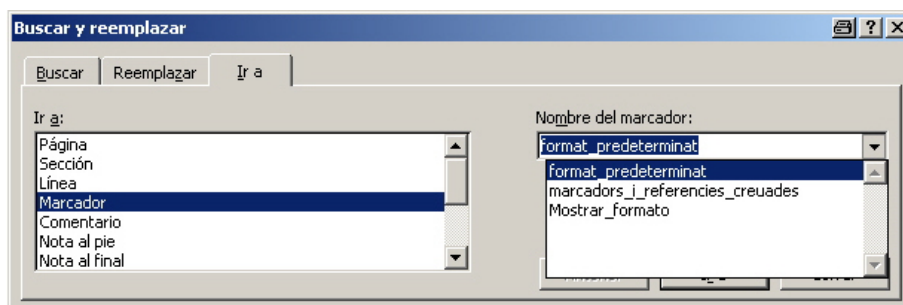 Buscar y reemplazar
Buscar Reemplazar Ir a
Ir a:
Página
Sección
Línea
Marcador
Comentario
Nota al pie
Nota al final
Nombre del marcador:
format_predeterminat
format_predeterminat
marcadors_i_referencies_creuades
Mostrar_formato